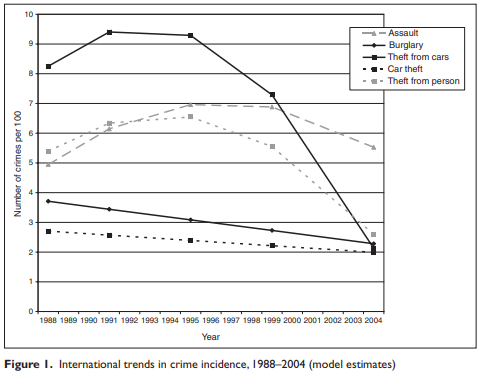 10
9
8
7
6
5
4
3
2
1
0
Number of crimes per 100
Assault
Burglary
Theft from cars
Car theft
Theft from person
1988 1989 1990 1991 1992 1993 1994 1995 1996 1997 1998 1999 2000 2001 2002 2003 2004
Year
Figure 1. International trends in crime incidence, 1988–2004 (model estimates)